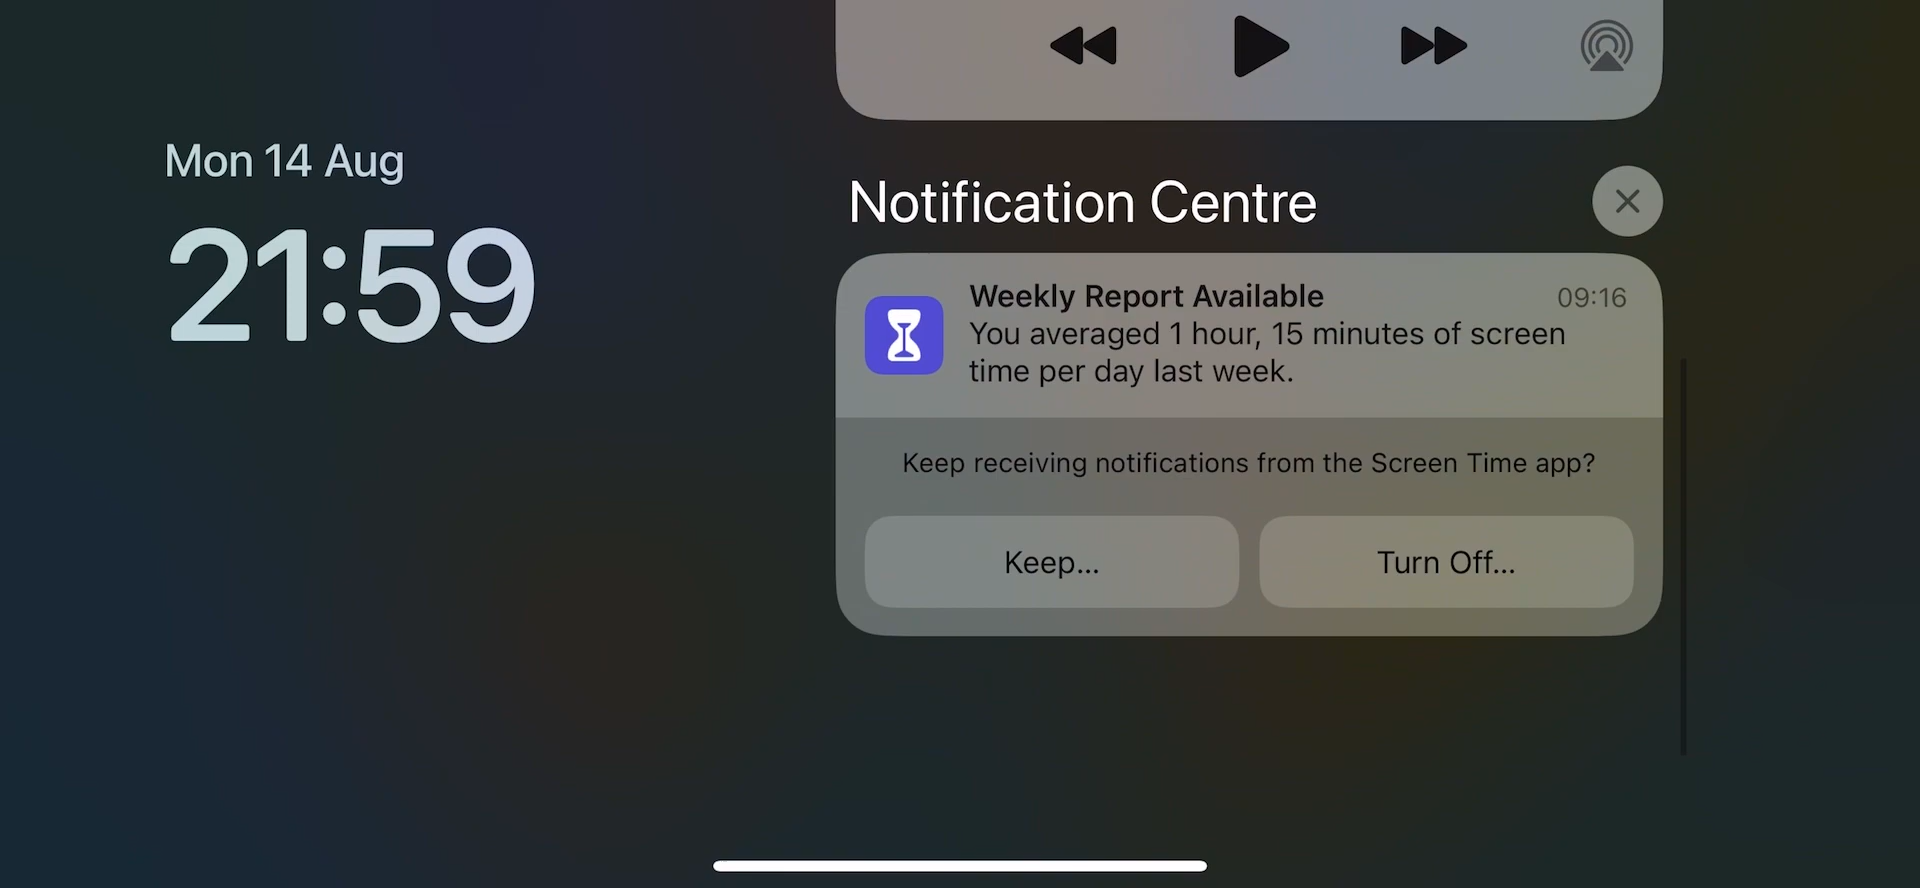 Mon 14 Aug
21:59
Notification Centre
Weekly Report Available
09:16
You averaged 1 hour, 15 minutes of screen
time per day last week.
Keep receiving notifications from the Screen Time app?
Keep...
Turn Off...